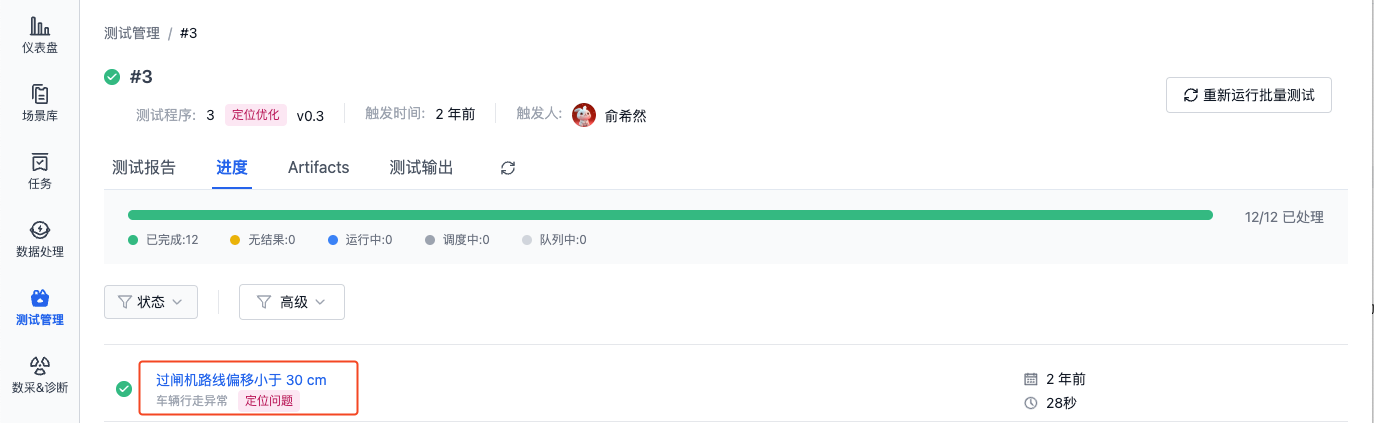 仪表盘
场景库
任务
数据处理
测试管理
数采&诊断
测试管理 / #3
#3
测试程序: 3 定位优化 v0.3 触发时间: 2 年前 触发人: 俞希然
重新运行批量测试
测试报告 进度 Artifacts 测试输出
12/12 已处理
已完成:12 无结果:0 运行中:0 调度中:0 队列中:0
状态 高级
过闸机路线偏移小于 30 cm
车辆行走异常 定位问题
2 年前
28秒